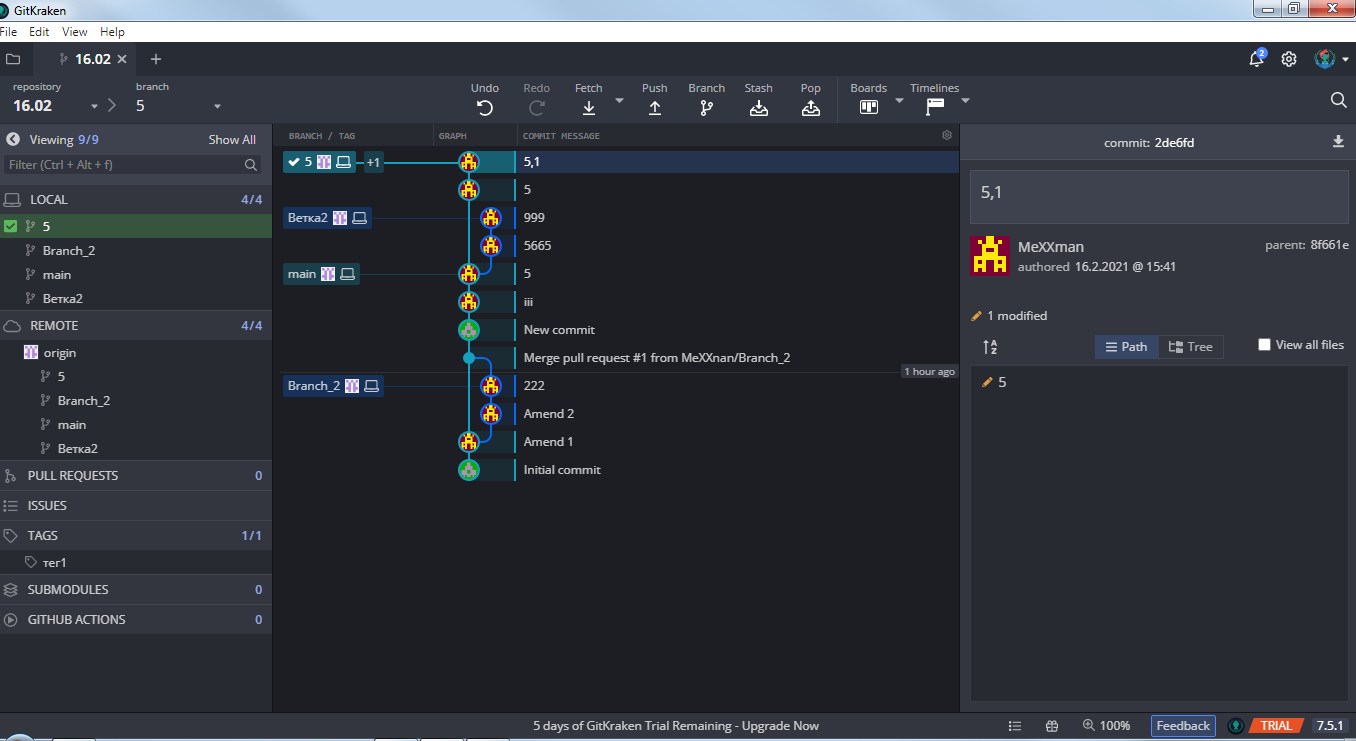 GitKraken
File Edit View Help
16.02
2
repository
branch
16.02
5
Undo Redo Fetch Push Branch Stash Pop Boards Timelines
Viewing 9/9 Show All
Filter (Ctrl + Alt + f)
LOCAL 4/4
5
Branch_2
main
Ветка2
REMOTE 4/4
origin
5
Branch_2
main
Ветка2
PULL REQUESTS 0
ISSUES
TAGS 1/1
тег1
SUBMODULES 0
GITHUB ACTIONS 0
BRANCH / TAG GRAPH COMMIT MESSAGE
5 +1 5,1
5
Ветка2 999
5665
main 5
iii
New commit
Merge pull request #1 from MeXXnan/Branch_2
1 hour ago
Branch_2 222
Amend 2
Amend 1
Initial commit
commit: 2de6fd
5,1
MeXXman parent: 8f661e
authored 16.2.2021 @ 15:41
1 modified
Path Tree View all files
5
5 days of GitKraken Trial Remaining - Upgrade Now
100% Feedback TRIAL 7.5.1